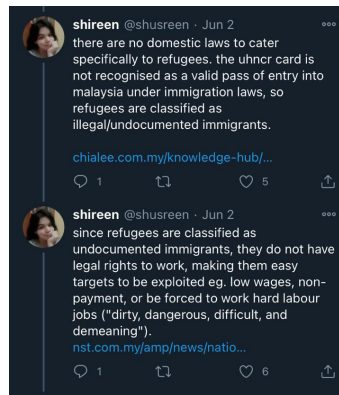 shireen @shusreen · Jun 2
there are no domestic laws to cater
specifically to refugees. the uhncr card is
not recognised as a valid pass of entry into
malaysia under immigration laws, so
refugees are classified as
illegal/undocumented immigrants.
chialee.com.my/knowledge-hub/...
1 5
shireen @shusreen · Jun 2
since refugees are classified as
undocumented immigrants, they do not have
legal rights to work, making them easy
targets to be exploited eg. low wages, non-
payment, or be forced to work hard labour
jobs ("dirty, dangerous, difficult, and
demeaning").
nst.com.my/amp/news/natio...
1 6